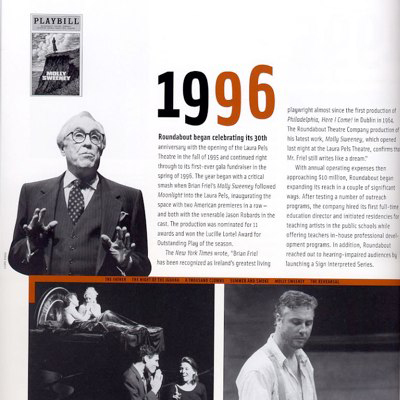 PLAYBILL
MOLLY
SWEENEY
1996
Roundabout began celebrating its 30th
anniversary with the opening of the Laura Pels
Theatre in the fall of 1995 and continued right
through to its first-ever gala fundraiser in the
spring of 1996. The year began with a critical
smash when Brian Friel's Molly Sweeney followed
Moonlight into the Laura Pels, inaugurating the
space with two American premieres in a row—
and both with the venerable Jason Robards in the
cast. The production was nominated for 11
awards and won the Lucille Lortel Award for
Outstanding Play of the season.
The New York Times wrote, "Brian Friel
has been recognized as Ireland's greatest living
playwright almost since the first production of
Philadelphia, Here I Come! in Dublin in 1964.
The Roundabout Theatre Company production of
his latest work, Molly Sweeney, which opened
last night at the Laura Pels Theatre, confirms that
Mr. Friel still writes like a dream."
With annual operating expenses then
approaching $10 million, Roundabout began
expanding its reach in a couple of significant
ways. After testing a number of outreach
programs, the company hired its first full-time
education director and initiated residencies for
teaching artists in the public schools while
offering teachers in-house professional devel-
opment programs. In addition, Roundabout
reached out to hearing-impaired audiences by
launching a Sign Interpreted Series.
THE FATHER THE NIGHT OF THE IGUANA A THOUSAND CLOWNS SUMMER AND SMOKE MOLLY SWEENEY THE REHEARSAL